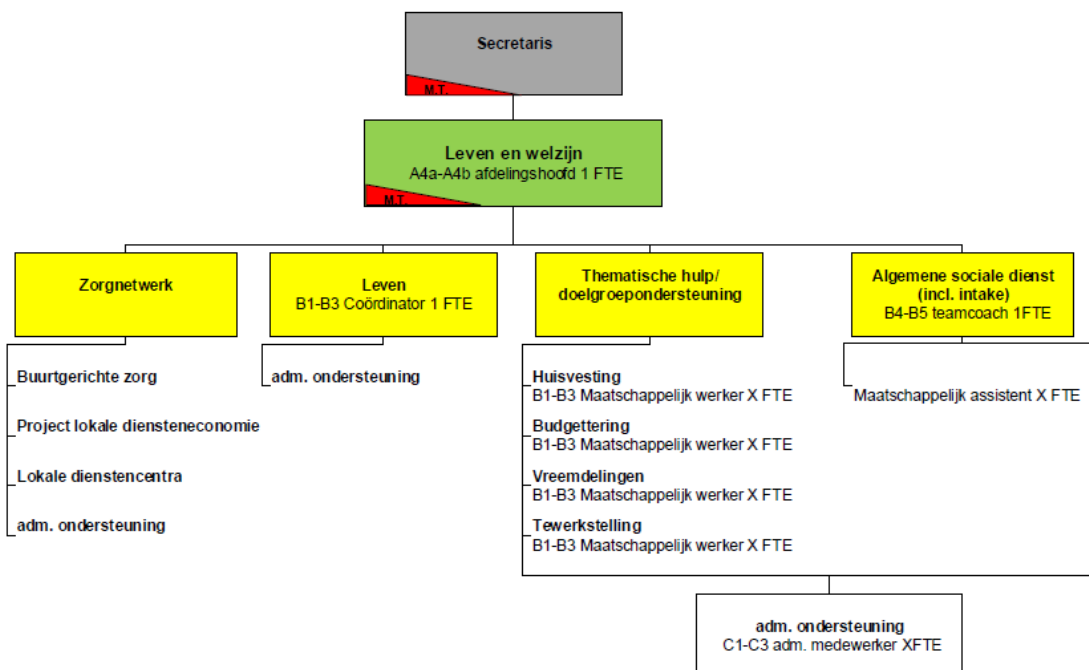 Secretaris
M.T.
Leven en welzijn
A4a-A4b afdelingshoofd 1 FTE
M.T.
Zorgnetwerk
Leven
B1-B3 Coördinator 1 FTE
Thematische hulp/
doelgroepondersteuning
Algemene sociale dienst
(incl. intake)
B4-B5 teamcoach 1FTE
Buurtgerichte zorg
Project lokale diensteneconomie
Lokale dienstencentra
adm. ondersteuning
adm. ondersteuning
Huisvesting
B1-B3 Maatschappelijk werker X FTE
Budgettering
B1-B3 Maatschappelijk werker X FTE
Vreemdelingen
B1-B3 Maatschappelijk werker X FTE
Tewerkstelling
B1-B3 Maatschappelijk werker X FTE
Maatschappelijk assistent X FTE
adm. ondersteuning
C1-C3 adm. medewerker XFTE